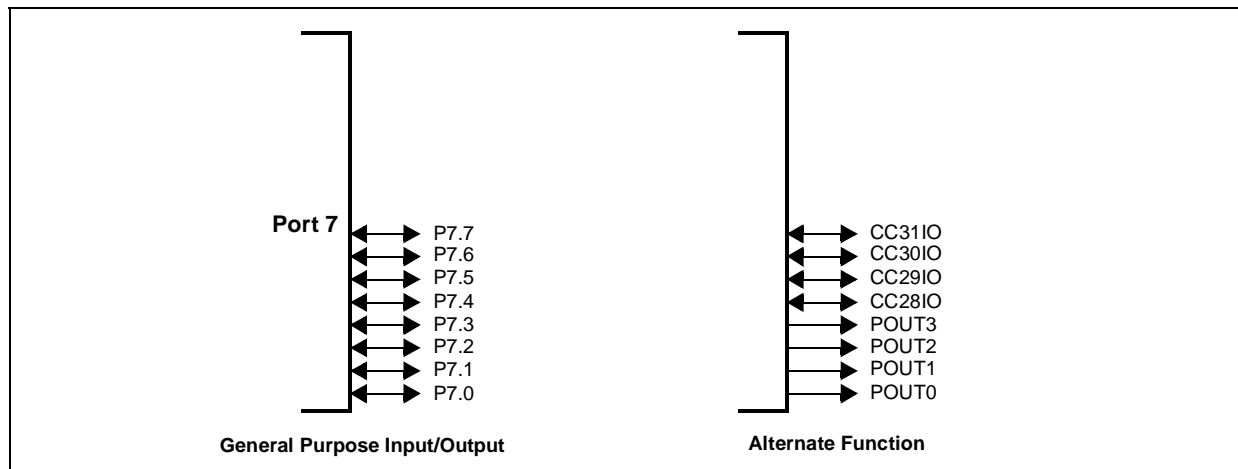 Port 7
P7.7
P7.6
P7.5
P7.4
P7.3
P7.2
P7.1
P7.0
General Purpose Input/Output
CC31IO
CC30IO
CC29IO
CC28IO
POUT3
POUT2
POUT1
POUT0
Alternate Function